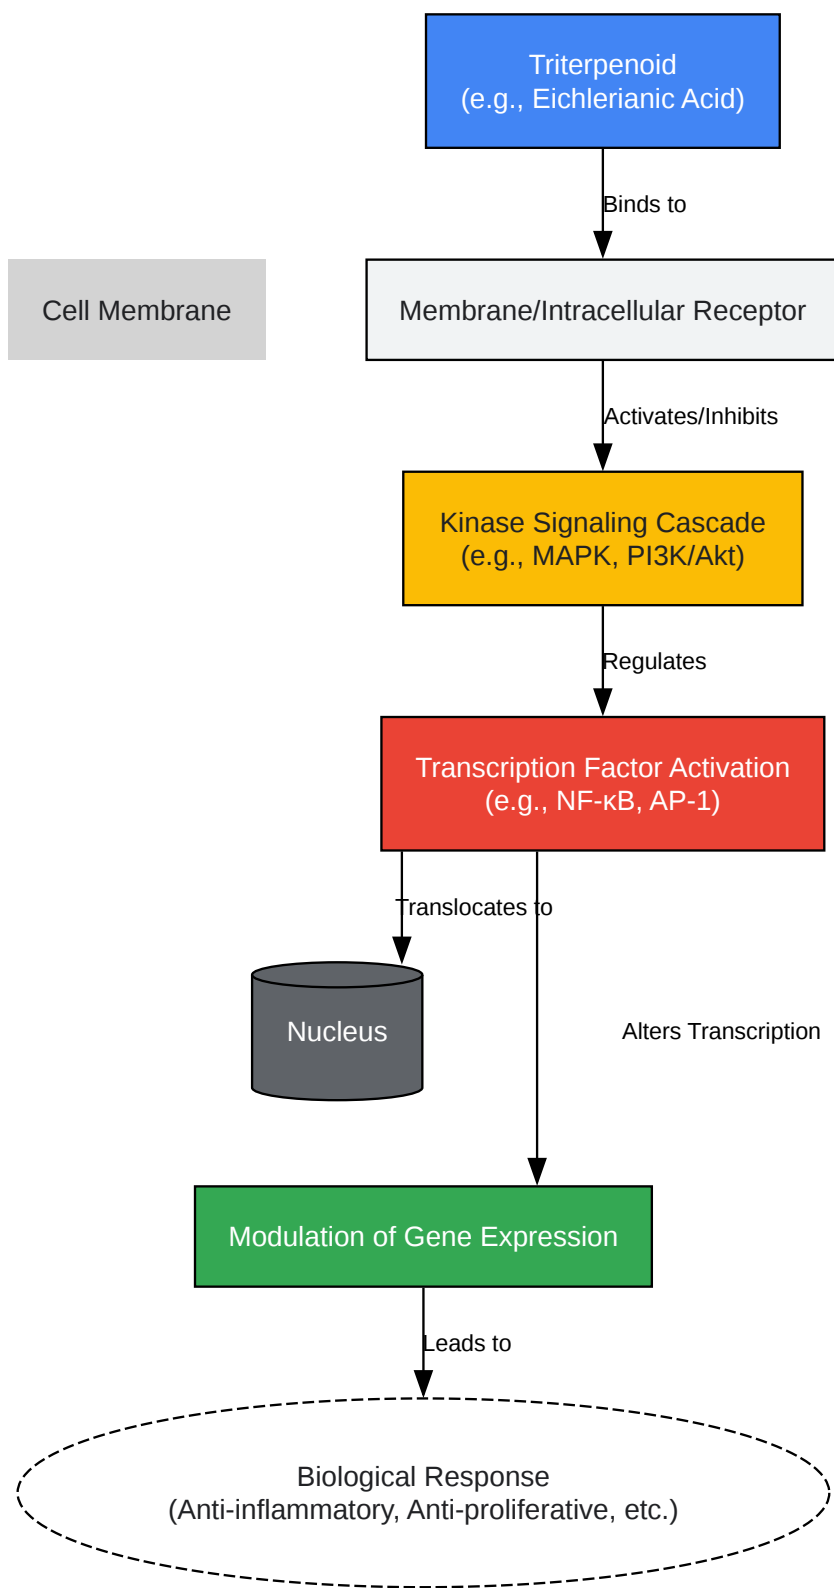 Triterpenoid
(e.g., Eichlerianic Acid)
Binds to
Cell Membrane
Membrane/Intracellular Receptor
Activates/Inhibits
Kinase Signaling Cascade
(e.g., MAPK, PI3K/Akt)
Regulates
Transcription Factor Activation
(e.g., NF-κB, AP-1)
Translocates to
Nucleus
Alters Transcription
Modulation of Gene Expression
Leads to
Biological Response
(Anti-inflammatory, Anti-proliferative, etc.)